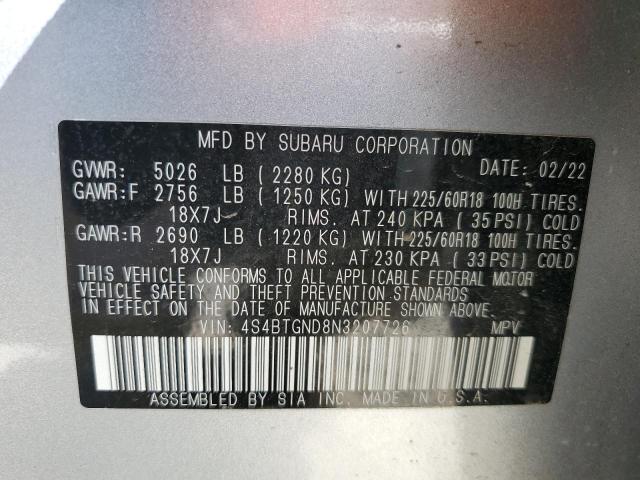 MFD BY SUBARU CORPORATION
GVWR: 5026 LB ( 2280 KG) DATE: 02/22
GAWR:F 2756 LB ( 1250 KG) WITH 225/60R18 100H TIRES.
18X7J RIMS. AT 240 KPA ( 35 PSI) COLD
GAWR:R 2690 LB ( 1220 KG) WITH 225/60R18 100H TIRES.
18X7J RIMS. AT 230 KPA ( 33 PSI) COLD
THIS VEHICLE CONFORMS TO ALL APPLICABLE FEDERAL MOTOR
VEHICLE SAFETY AND THEFT PREVENTION STANDARDS
IN EFFECT ON THE DATE OF MANUFACTURE SHOWN ABOVE.
VIN: 4S4BTGND8N3207726 MPV
ASSEMBLED BY SIA INC. MADE IN U.S.A.